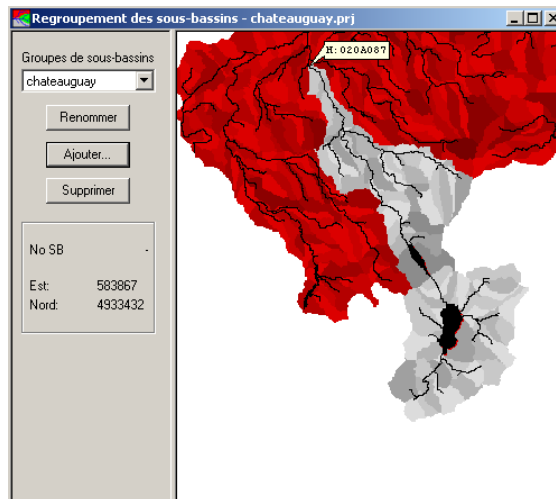 Regroupement des sous-bassins - chateauguay.prj
Groupes de sous-bassins
chateauguay
Renommer
Ajouter...
Supprimer
No SB -
Est: 583867
Nord: 4933432
H:020A087